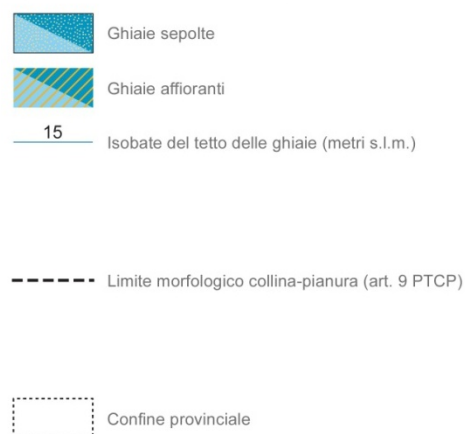 Ghiaie sepolte
Ghiaie affioranti
15
Isobate del tetto delle ghiaie (metri s.l.m.)
Limite morfologico collina-pianura (art. 9 PTCP)
Confine provinciale